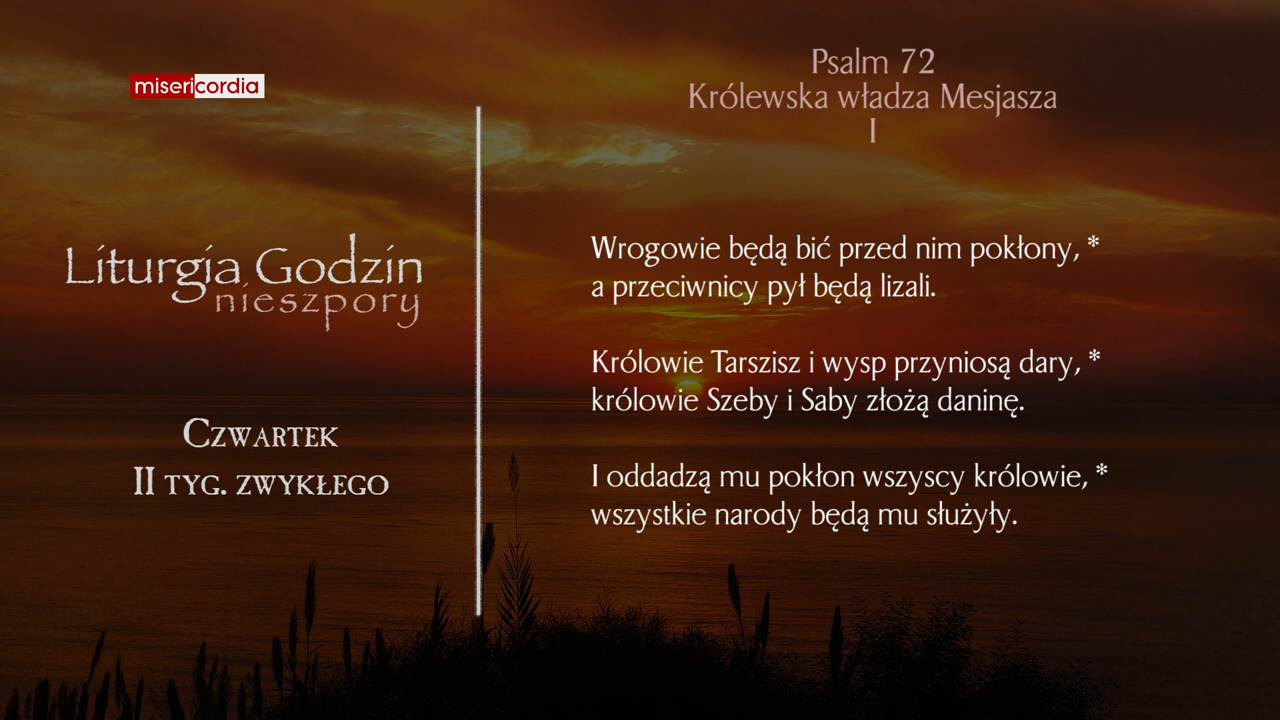 misericordia
Liturgia Godzin
nieszpory
Czwartek
II tyg. zwykłego
Psalm 72
Królewska władza Mesjasza
I
Wrogowie będą bić przed nim pokłony, *
a przeciwnicy pył będą lizali.
Królowie Tarszisz i wysp przyniosą dary, *
królowie Szeby i Saby złożą daninę.
I oddadzą mu pokłon wszyscy królowie, *
wszystkie narody będą mu służyły.